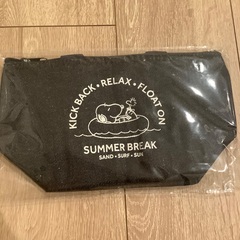 KICK BACK • RELAX • FLOAT ON
SUMMER BREAK
SAND • SURF • SUN